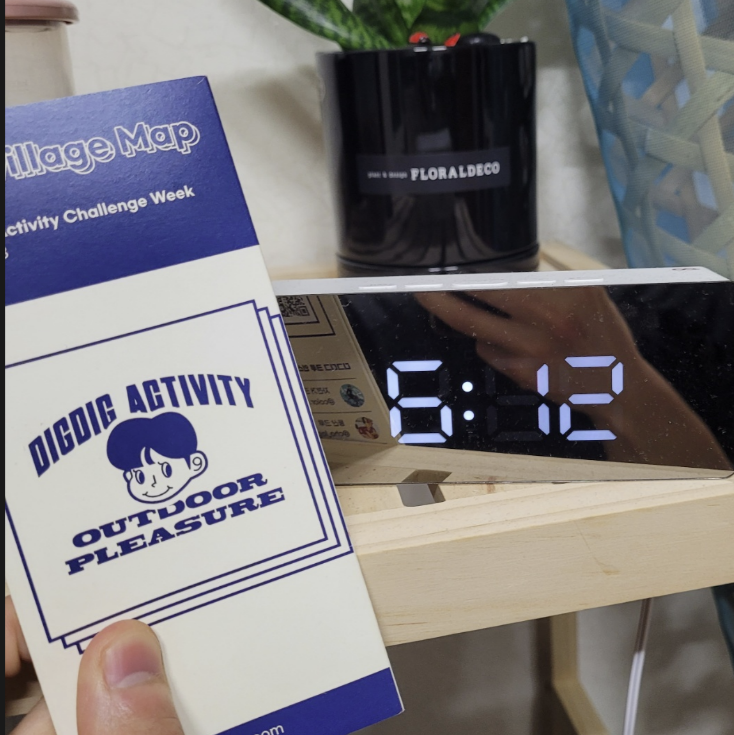 illage Map
ctivity Challenge Week
DIGDIG ACTIVITY
OUTDOOR
PLEASURE
FLORALDECO
6:12